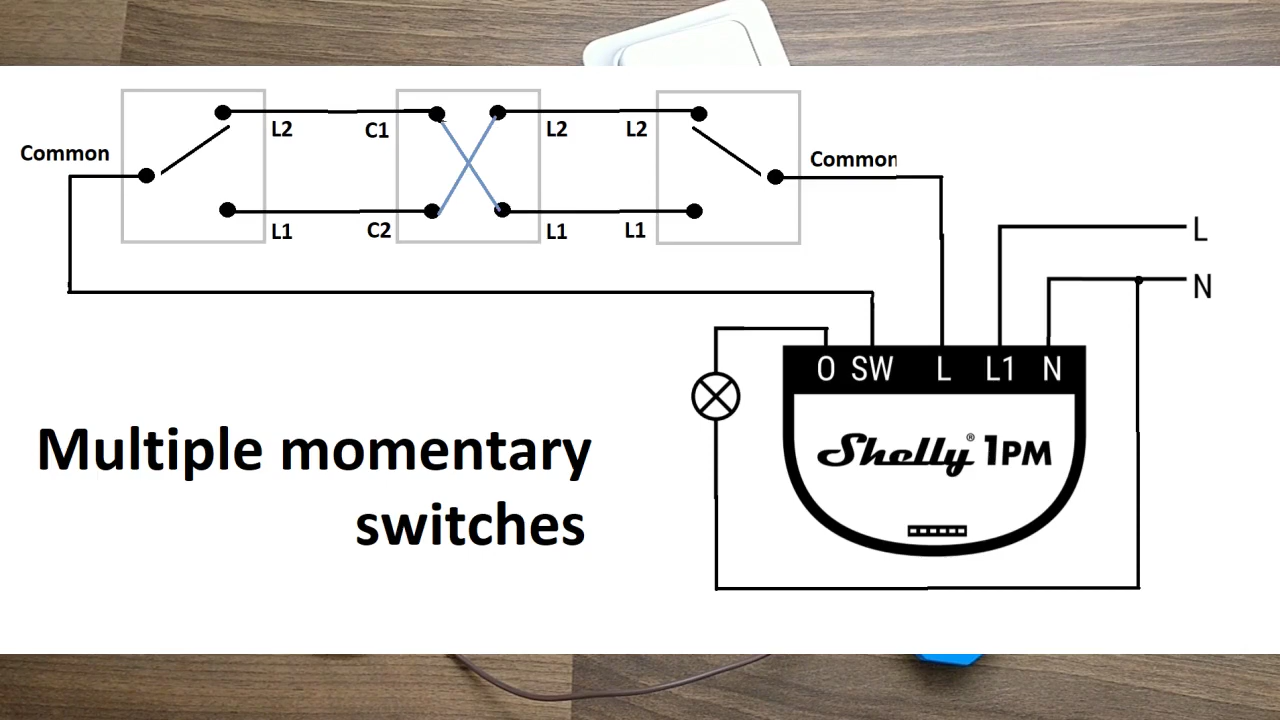 Common
L2
L1
C1
C2
L2
L1
L2
L1
Common
L
N
O SW L L1 N
Shelly® 1PM
Multiple momentary
switches